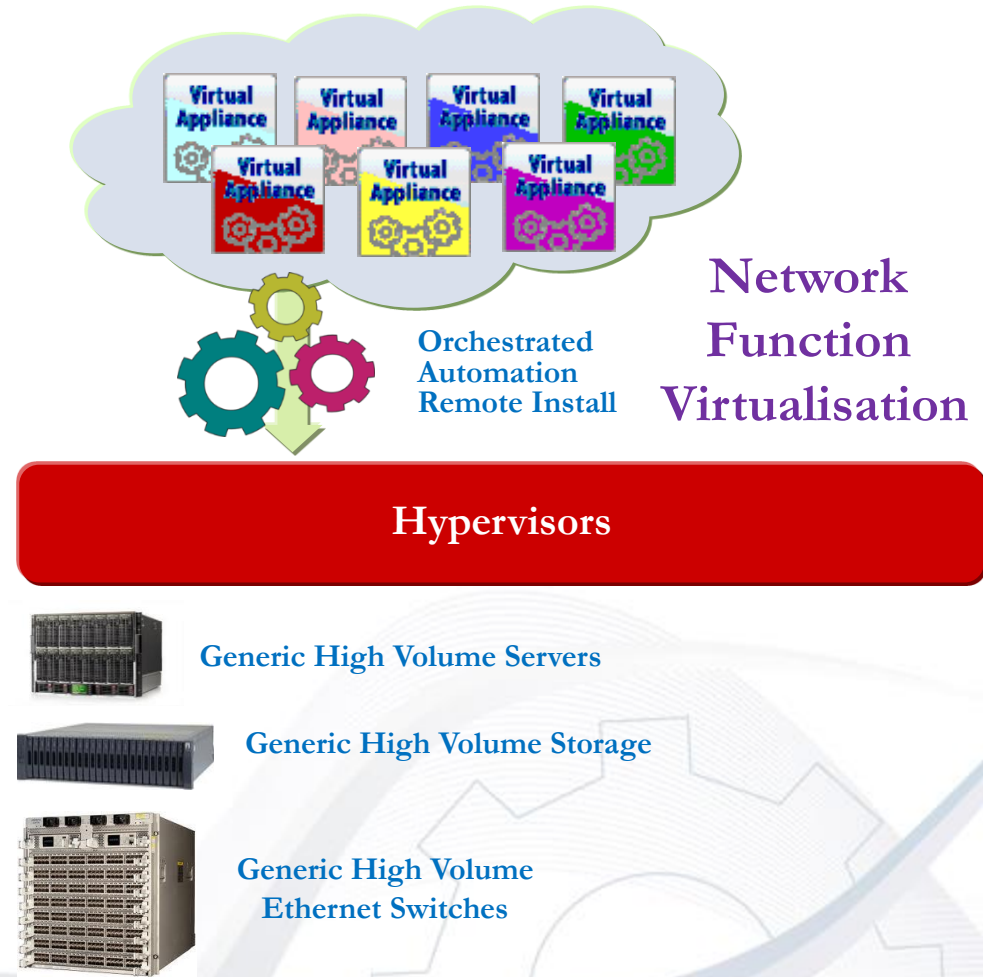 Virtual
Appliance
Virtual
Appliance
Virtual
Appliance
Virtual
Appliance
Virtual
Appliance
Virtual
Appliance
Virtual
Appliance
Network
Function
Virtualisation
Orchestrated
Automation
Remote Install
Hypervisors
Generic High Volume Servers
Generic High Volume Storage
Generic High Volume
Ethernet Switches